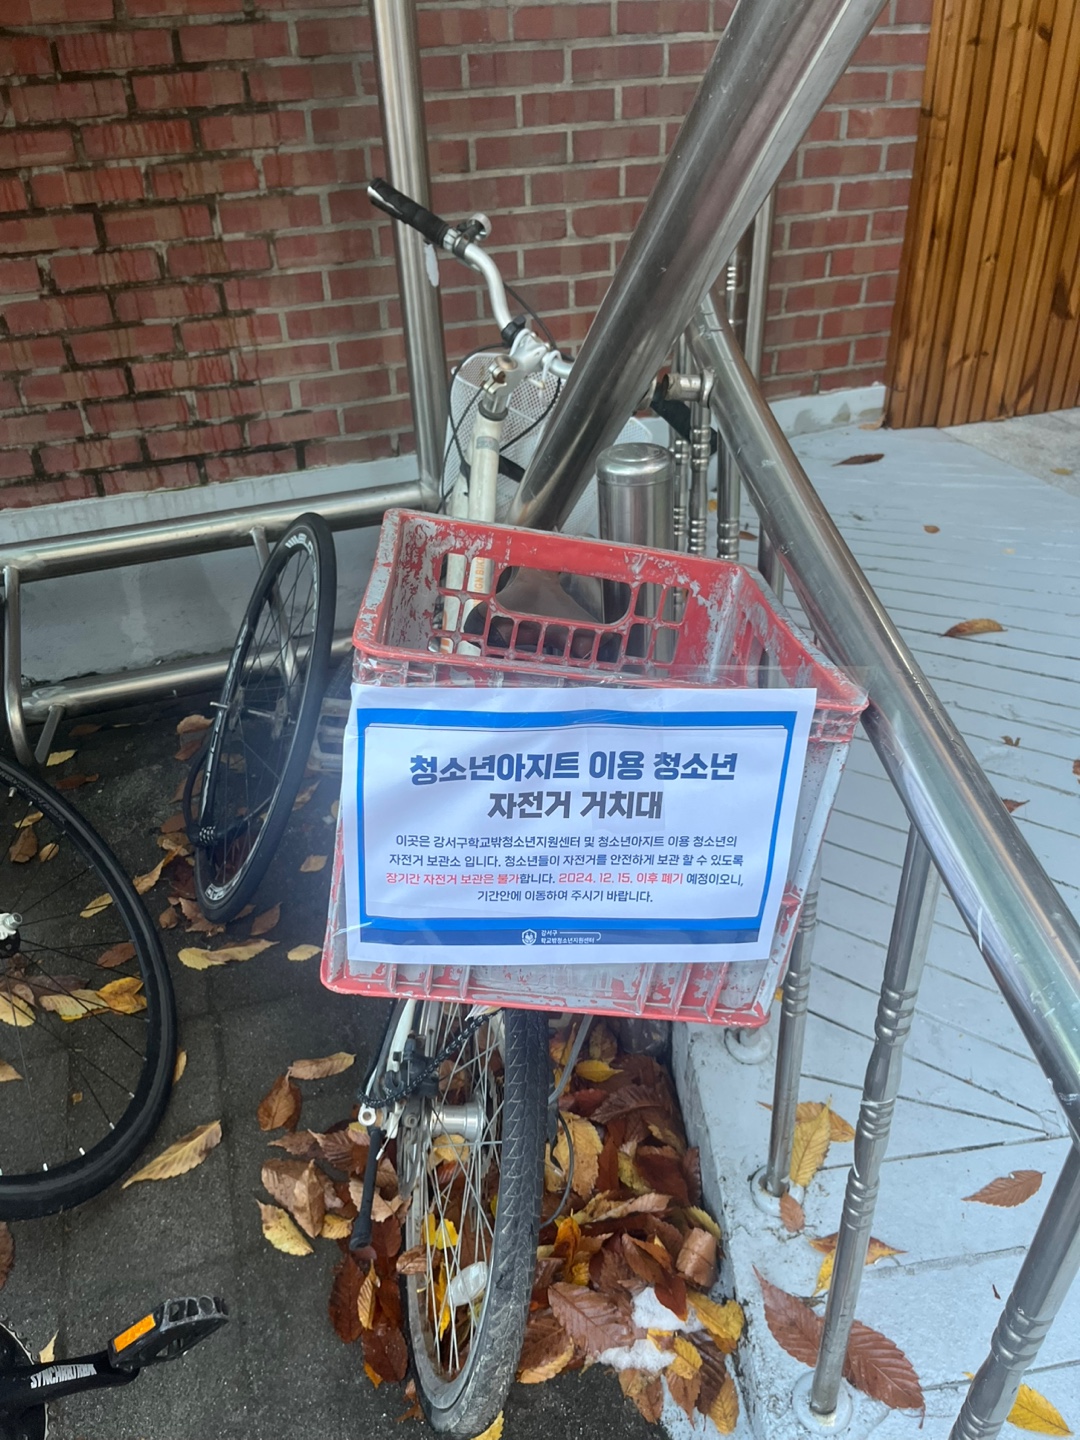 청소년아지트 이용 청소년
자전거 거치대
이곳은 강서구학교밖청소년지원센터 및 청소년아지트 이용 청소년의
자전거 보관소 입니다. 청소년들이 자전거를 안전하게 보관 할 수 있도록
장기간 자전거 보관은 불가합니다. 2024. 12. 15. 이후 폐기 예정이오니,
기간안에 이동하여 주시기 바랍니다.
강서구
학교밖청소년지원센터